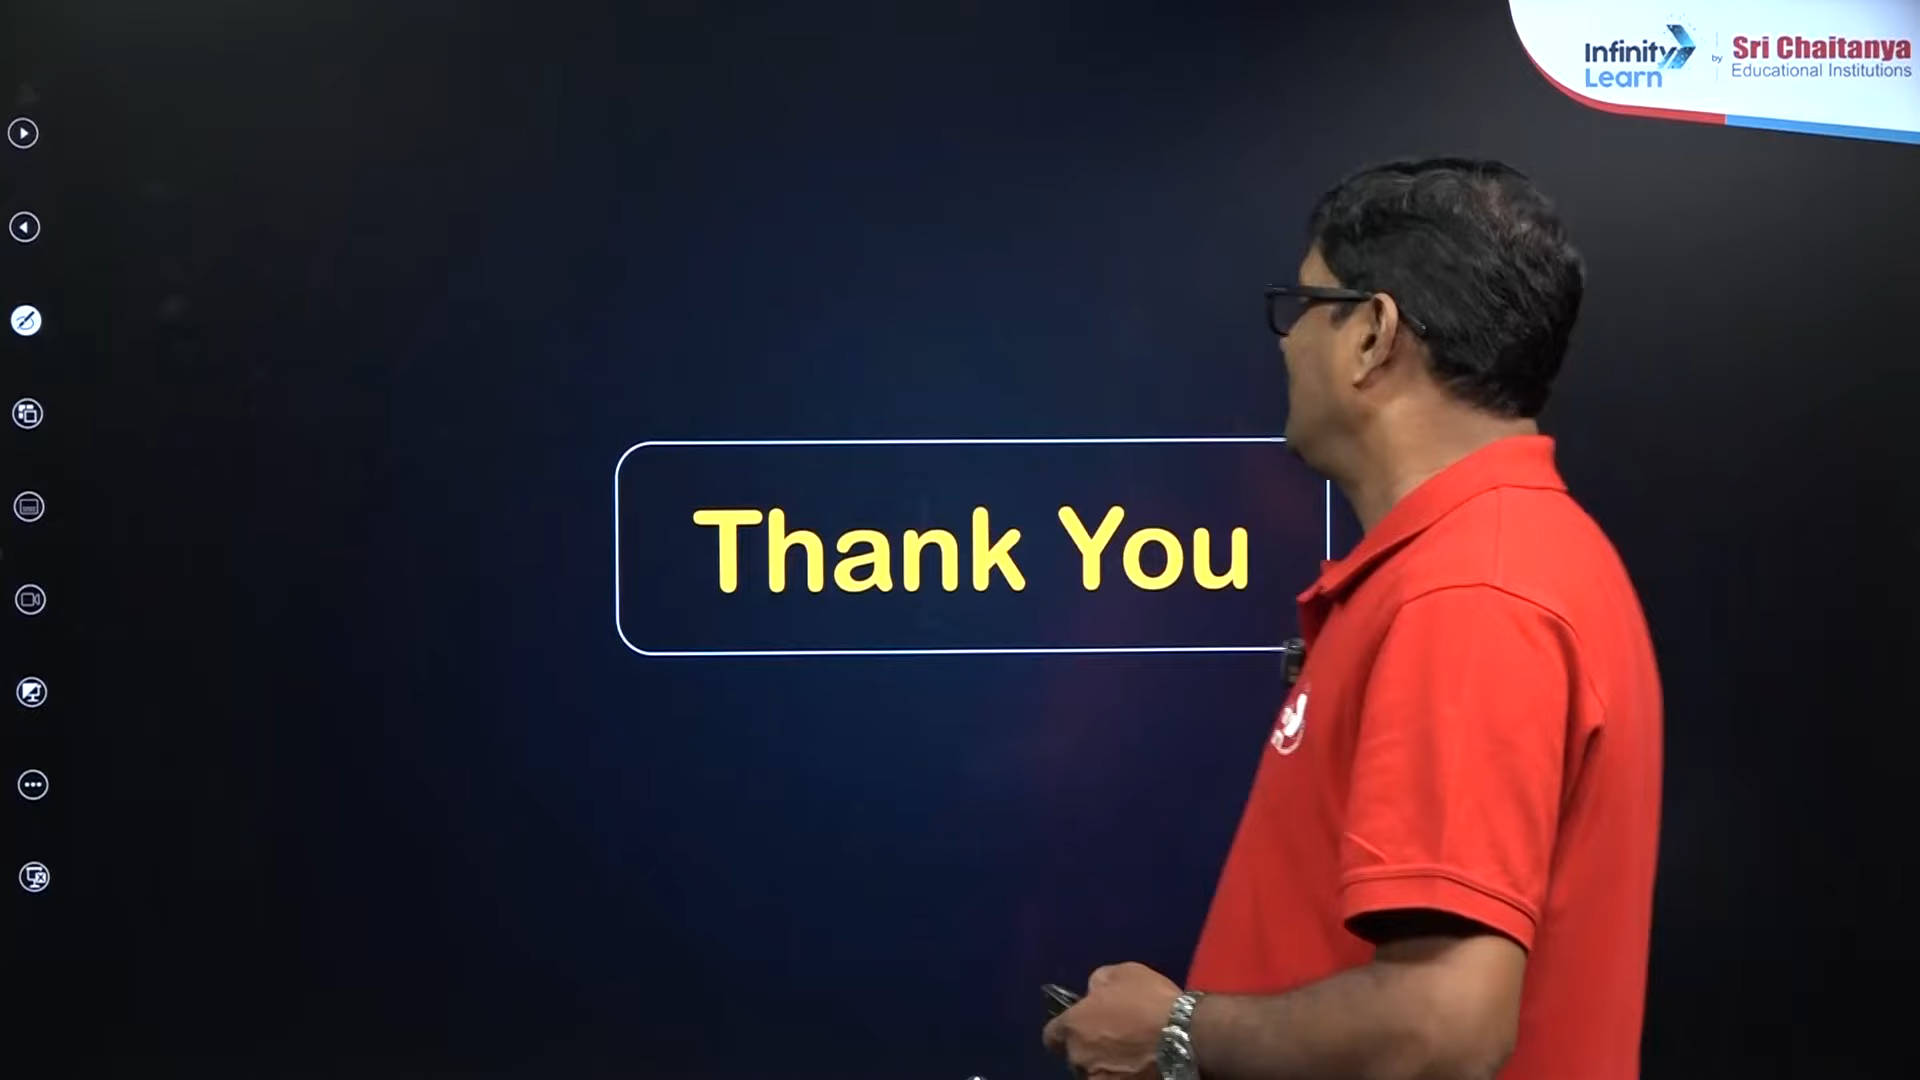 Infinity Learn
by
Sri Chaitanya
Educational Institutions
Thank You